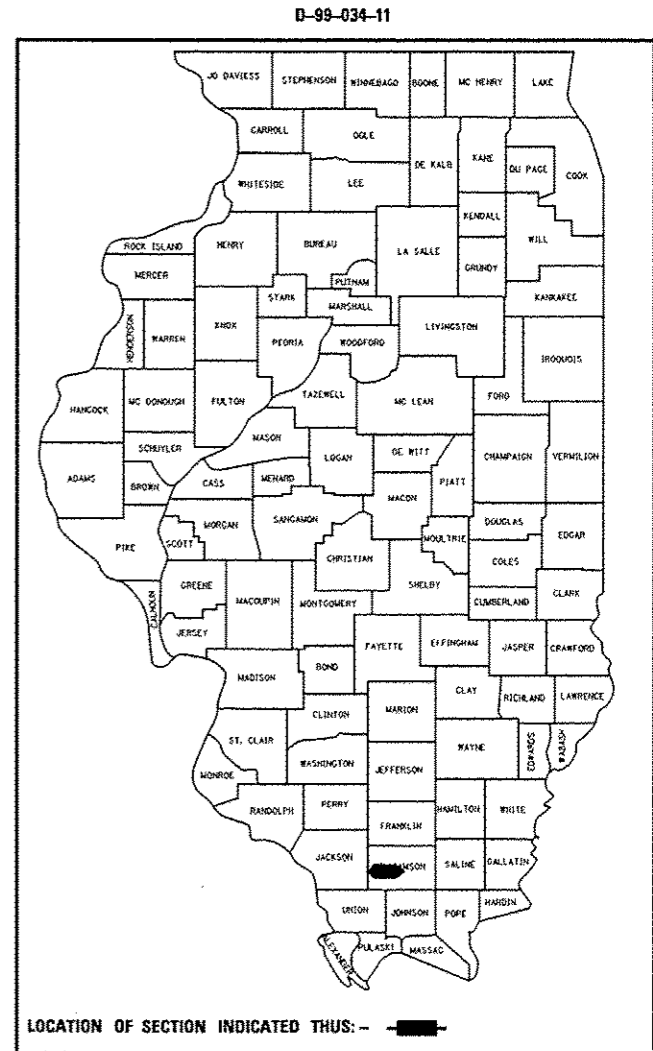 D-99-034-11
JO DAVIESS STEPHENSON WINNEBAGO BOONE MC HENRY LAKE
CARROLL OGLE DE KALB KANE DU PAGE COOK
WHITESIDE LEE
KENDALL WILL
ROCK ISLAND HENRY BUREAU LA SALLE GRUNDY
MERCER PUTNAM
STARK MARSHALL KANKAKEE
HENDERSON WARREN KNOX PEORIA WOODFORD LIVINGSTON IROQUOIS
HANCOCK MC DONOUGH FULTON TAZEWELL MC LEAN FORD
MASON
SCHUYLER LOGAN DE WITT CHAMPAIGN VERMILION
ADAMS BROWN CASS MENARD PIATT
MACON
MORGAN SANGAMON DOUGLAS EDGAR
PIKE SCOTT CHRISTIAN MOULTRIE COLES
GREENE MACOUPIN MONTGOMERY SHELBY CUMBERLAND CLARK
CALHOUN JERSEY
FAYETTE EFFINGHAM JASPER CRAWFORD
MADISON BOND
CLAY RICHLAND LAWRENCE
CLINTON MARION
ST. CLAIR WAYNE EDWARDS WABASH
WASHINGTON JEFFERSON
MONROE
RANDOLPH PERRY HAMILTON WHITE
FRANKLIN
JACKSON SALINE GALLATIN
UNION JOHNSON POPE HARDIN
ALEXANDER PULASKI MASSAC
LOCATION OF SECTION INDICATED THUS: -